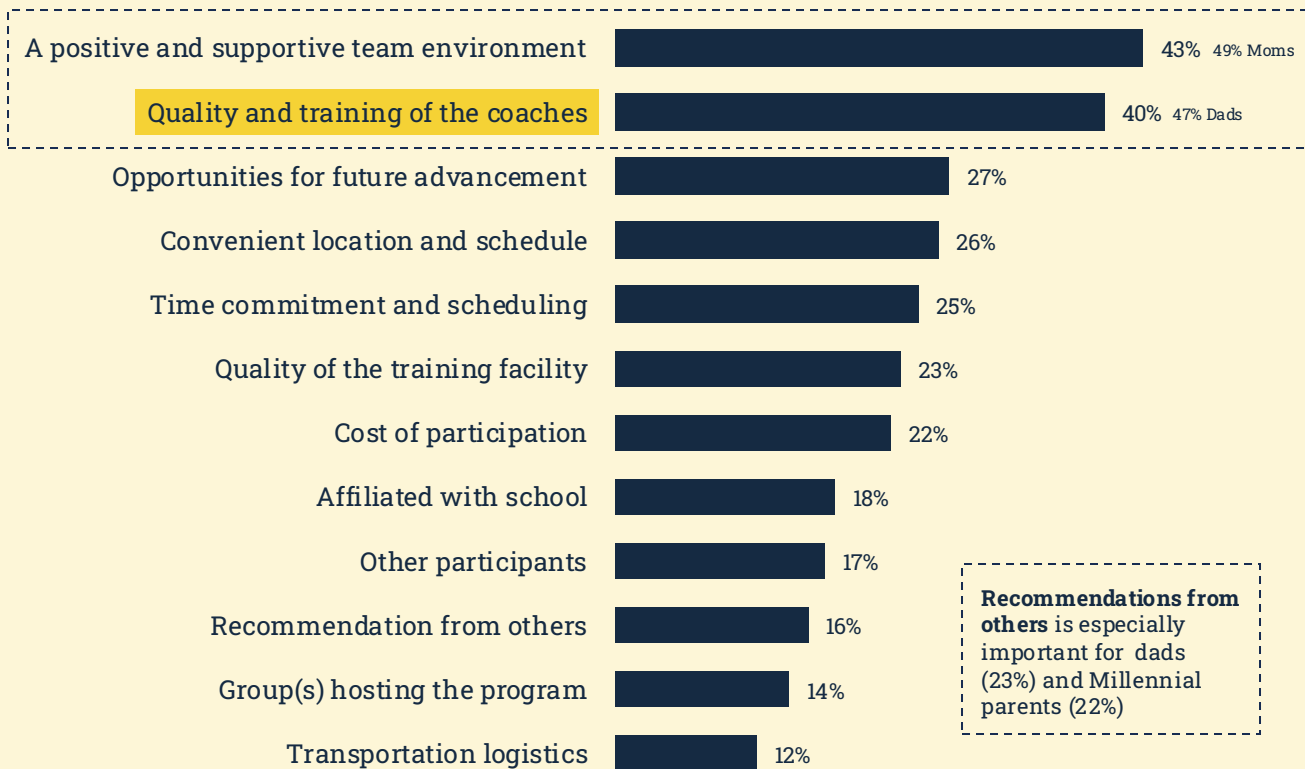 A positive and supportive team environment 43% 49% Moms
Quality and training of the coaches 40% 47% Dads
Opportunities for future advancement 27%
Convenient location and schedule 26%
Time commitment and scheduling 25%
Quality of the training facility 23%
Cost of participation 22%
Affiliated with school 18%
Other participants 17%
Recommendation from others 16%
Group(s) hosting the program 14%
Transportation logistics 12%
Recommendations from
others is especially
important for dads
(23%) and Millennial
parents (22%)